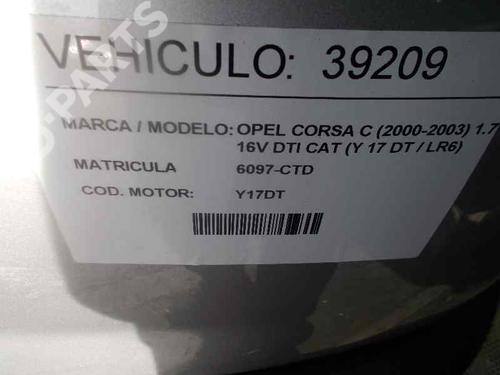 VEHICULO: 39209
MARCA / MODELO: OPEL CORSA C (2000-2003) 1.7
16V DTI CAT (Y 17 DT / LR6)
MATRICULA 6097-CTD
COD. MOTOR: Y17DT
B-PARTS